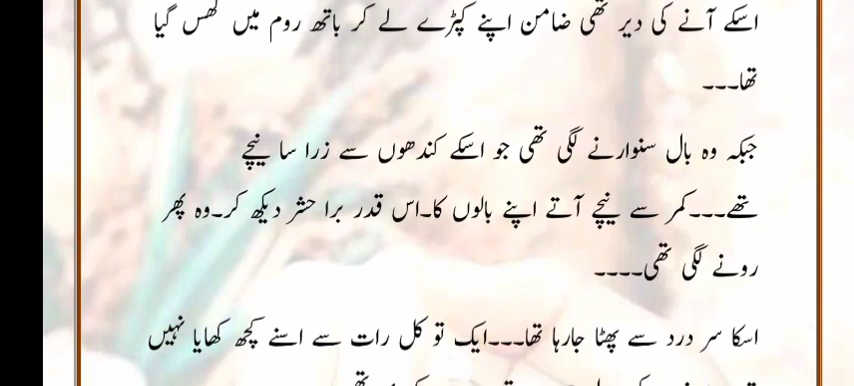 اسکے آنے کی دیر تھی ضامن اپنے کپڑے لے کر باتھ روم میں گھس گیا
تھا---
جبکہ وہ بال سنوارنے لگی تھی جو اسکے کندھوں سے زرا سا نیچے
تھے---کمر سے نیچے آتے اپنے بالوں کا۔اس قدر برا حشر دیکھ کر۔وہ پھر
رونے لگی تھی----
اسکا سر درد سے پھٹا جارہا تھا---ایک تو کل رات سے اسنے کچھ کھایا نہیں